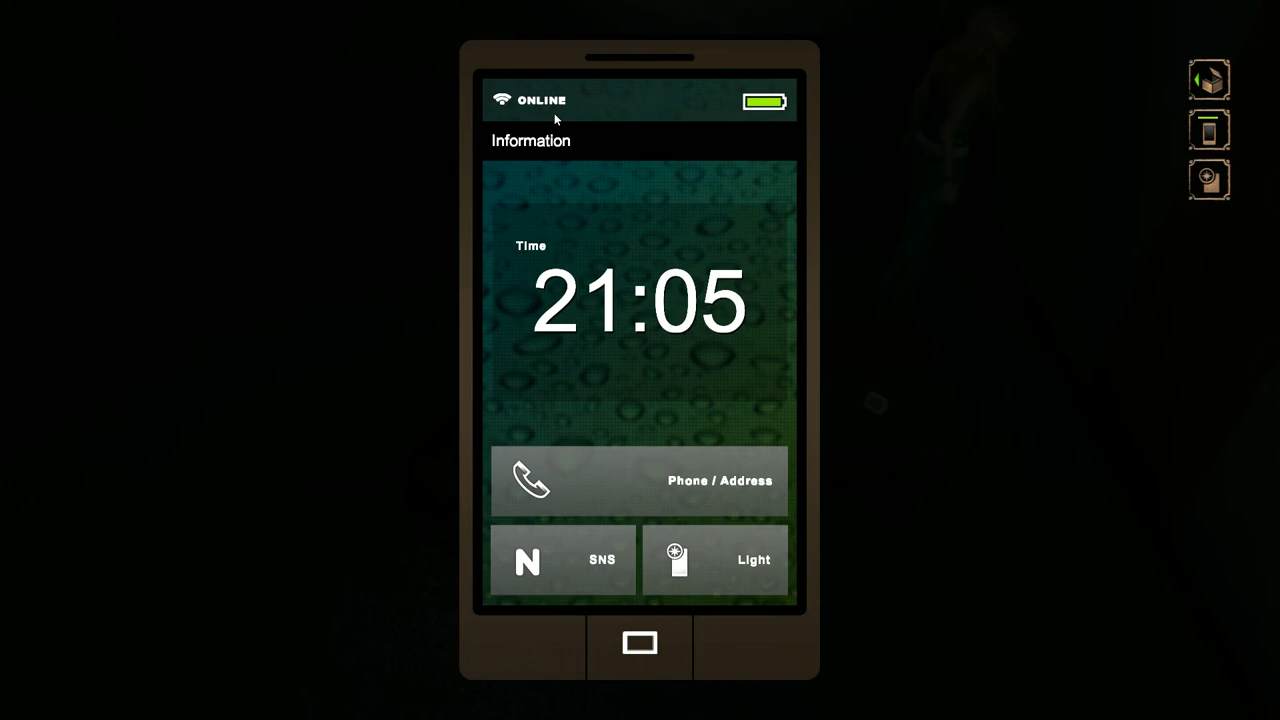 ONLINE
Information
Time
21:05
Phone / Address
N
SNS
Light